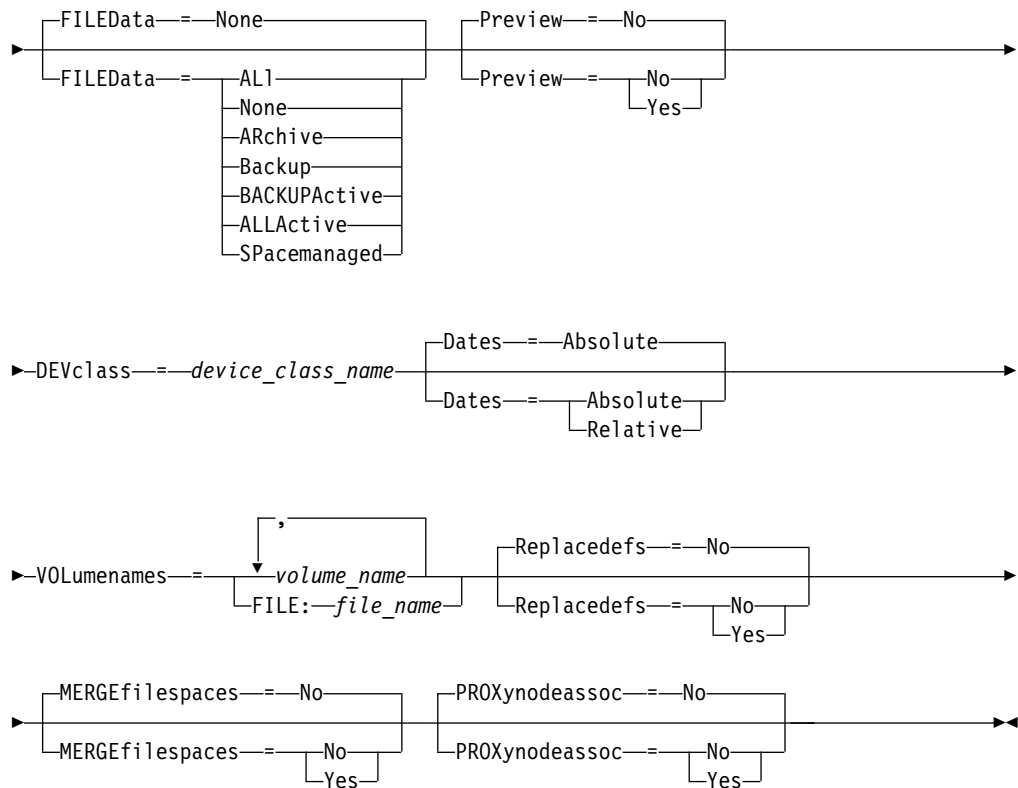 FILEData = None Preview = No
FILEData = ALl Preview = No
None Yes
ARchive
Backup
BACKUPActive
ALLActive
SPacemanaged
Dates = Absolute
DEVclass = device_class_name
Dates = Absolute
Relative
,
Replacedefs = No
VOLumenames = volume_name
FILE: file_name Replacedefs = No
Yes
MERGEfilespaces = No PROXynodeassoc = No
MERGEfilespaces = No PROXynodeassoc = No
Yes Yes